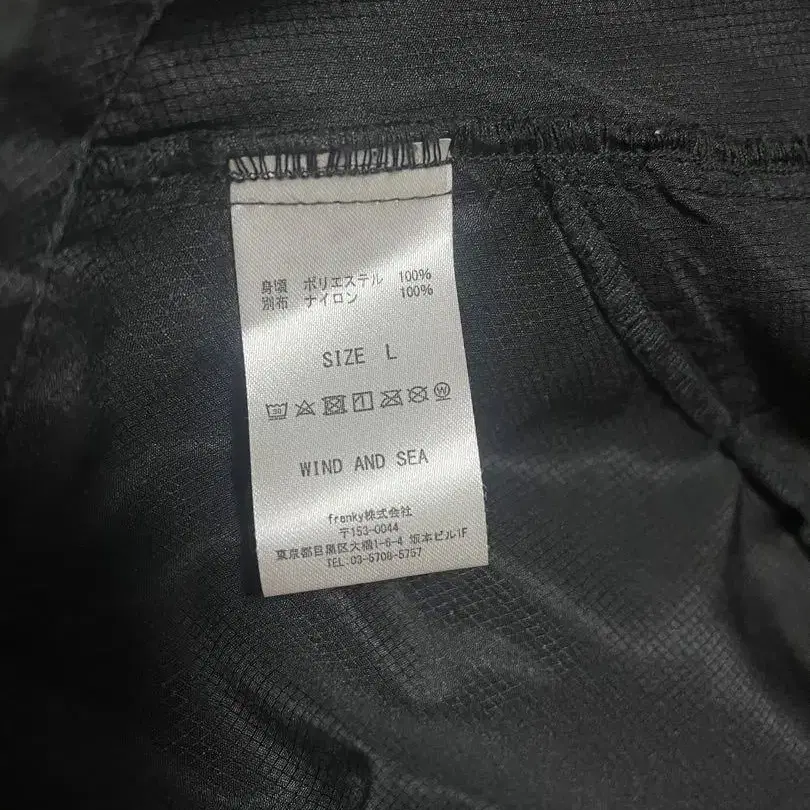 身頃 ポリエステル 100%
別布 ナイロン 100%
SIZE L
30 W
WIND AND SEA
franky株式会社
〒153-0044
東京都目黒区大橋1-6-4 坂本ビル1F
TEL:03-5708-5757